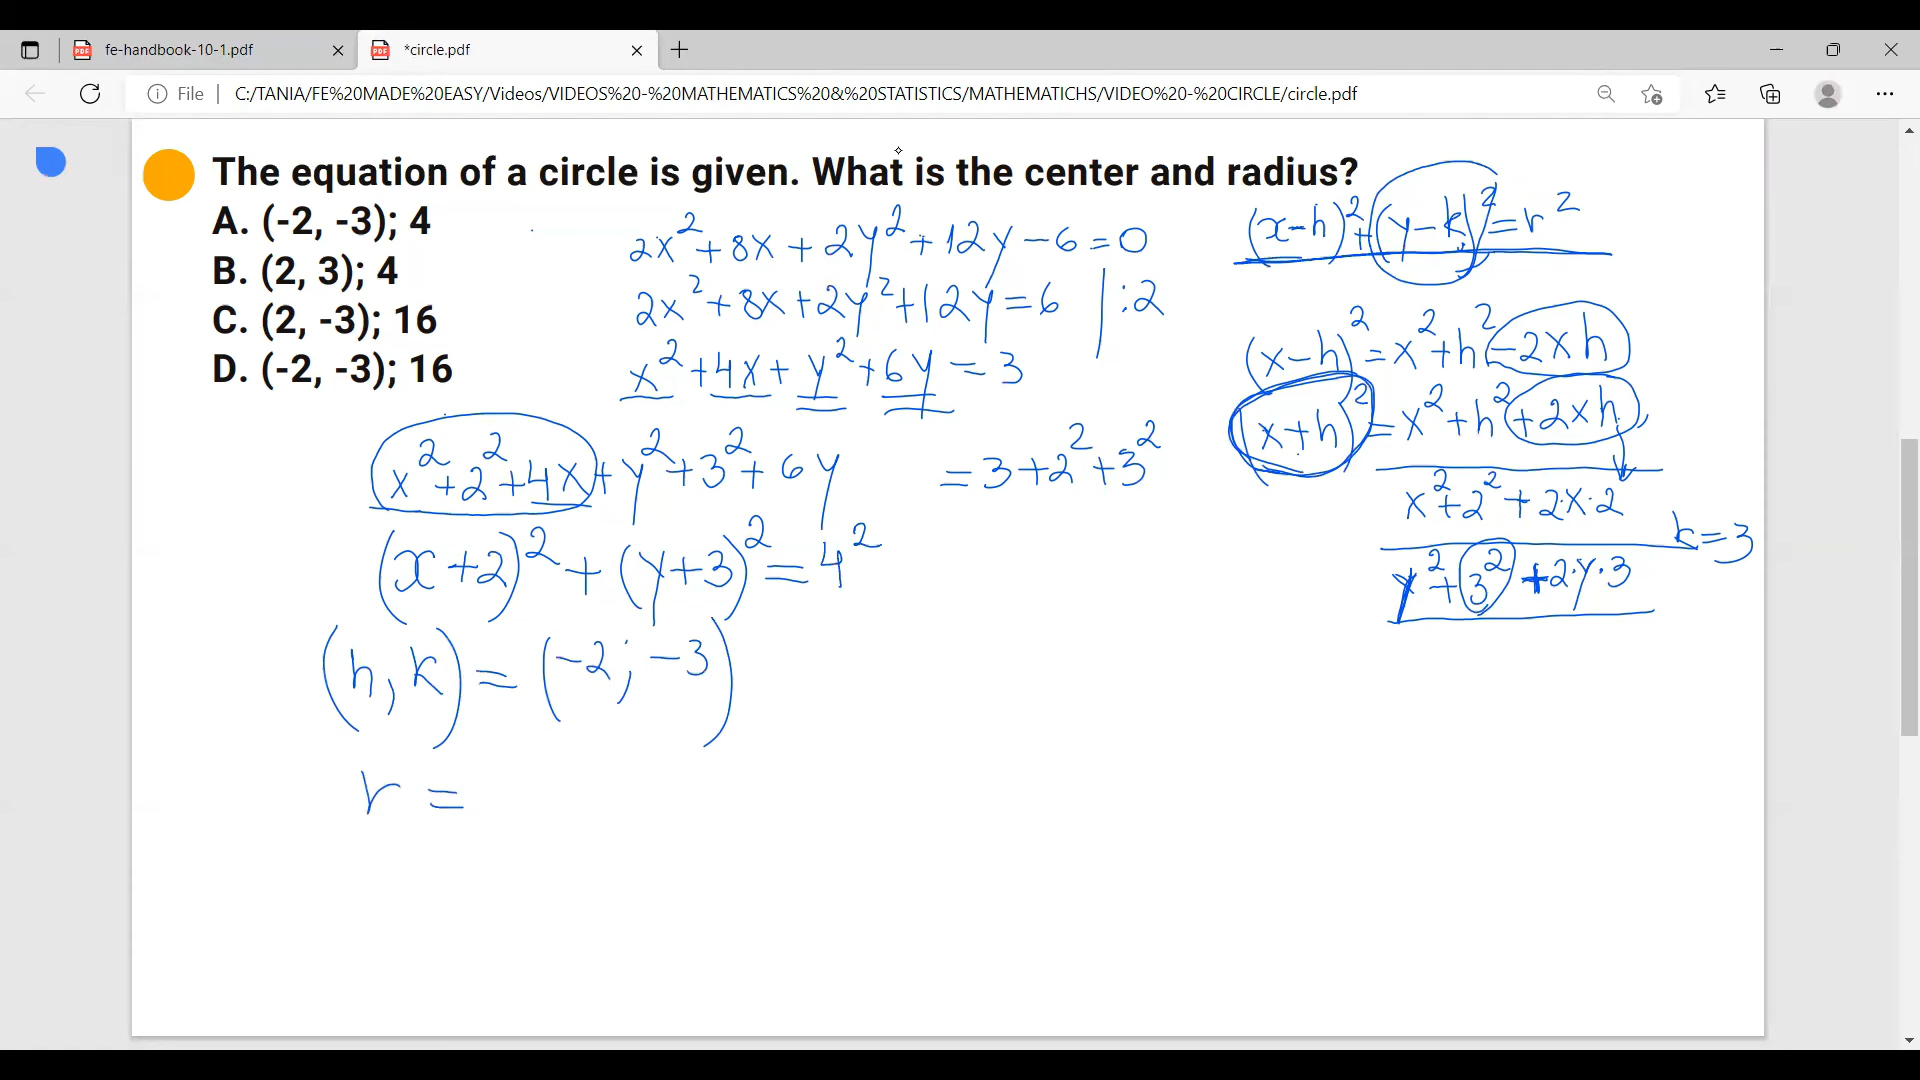 fe-handbook-10-1.pdf
*circle.pdf
File
C:/TANIA/FE%20MADE%20EASY/Videos/VIDEOS%20-%20MATHEMATICS%20&%20STATISTICS/MATHEMATICHS/VIDEO%20-%20CIRCLE/circle.pdf
The equation of a circle is given. What is the center and radius?
A. (-2, -3); 4
B. (2, 3); 4
C. (2, -3); 16
D. (-2, -3); 16
2x² + 8x + 2y² + 12y - 6 = 0
2x² + 8x + 2y² + 12y = 6 | :2
x² + 4x + y² + 6y = 3
x² + 2² + 4x + y² + 3² + 6y = 3 + 2² + 3²
(x + 2)² + (y + 3)² = 4²
(h, k) = (-2; -3)
r =
(x - h)² + (y - k)² = r²
(x - h)² = x² + h² - 2xh
(x + h)² = x² + h² + 2xh
x² + 2² + 2·x·2
k = 3
y² + 3² + 2·y·3